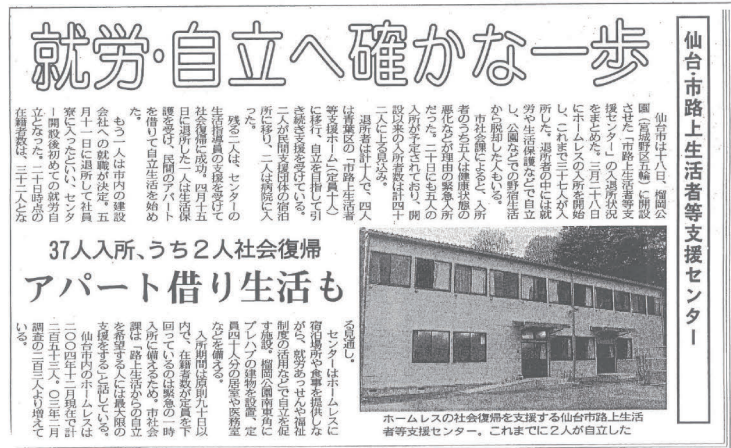 就労・自立へ確かな一歩
仙台・市路上生活者等支援センター
仙台市は十八日、榴岡公
園（宮城野区五輪）に開設
させた「市路上生活者等支
援センター」の入退所状況
をまとめた。三月二十八日
にホームレスの入所を開始
し、これまで三十七人が入
所した。退所者の中には就
労や生活保護などで自立
し、公園などでの野宿生活
から脱却した人もいる。
市社会課によると、入所
者のうち五人は健康状態の
悪化などが理由の緊急入所
だった。二十日にも五人の
入所が予定されており、開
設以来の入所者数は計四十
二人に上る見込み。
退所者は計十人で、四人
は青葉区の「市路上生活者
等支援ホーム」（定員十人）
に移行、自立を目指して引
き続き支援を受けている。
二人が民間支援団体の宿泊
所に移り、二人は病院に入
った。
残る二人は、センターの
生活指導員の支援を受けて
社会復帰に成功。四月十五
日に退所した一人は生活保
護を受け、民間のアパート
を借りて自立生活を始め
た。
もう一人は市内の建設
会社への就職が決定。五
月十一日に退所して社員
寮に入ったといい、センタ
ー開設後初めての就労自
立となった。二十日時点の
在籍者数は、三十二人とな
37人入所、うち２人社会復帰
アパート借り生活も
る見通し。
センターはホームレスに
宿泊場所や食事を提供しな
がら、就労あっせんや福祉
制度の活用などで自立を促
す施設。榴岡公園南東角に
プレハブの建物を設置、定
員四十人分の居室や医務室
などを備える。
入所期間は原則九十日以
内で、在籍者数が定員を下
回っているのは緊急の一時
入所に備えるため。市社会
課は「路上生活からの自立
を希望する人には最大限の
支援をする」と話している。
仙台市内のホームレスは
二〇〇四年十二月現在で計
二百五十三人。〇三年二月
調査の二百三人より増えて
いる。
ホームレスの社会復帰を支援する仙台市路上生活
者等支援センター。これまでに２人が自立した